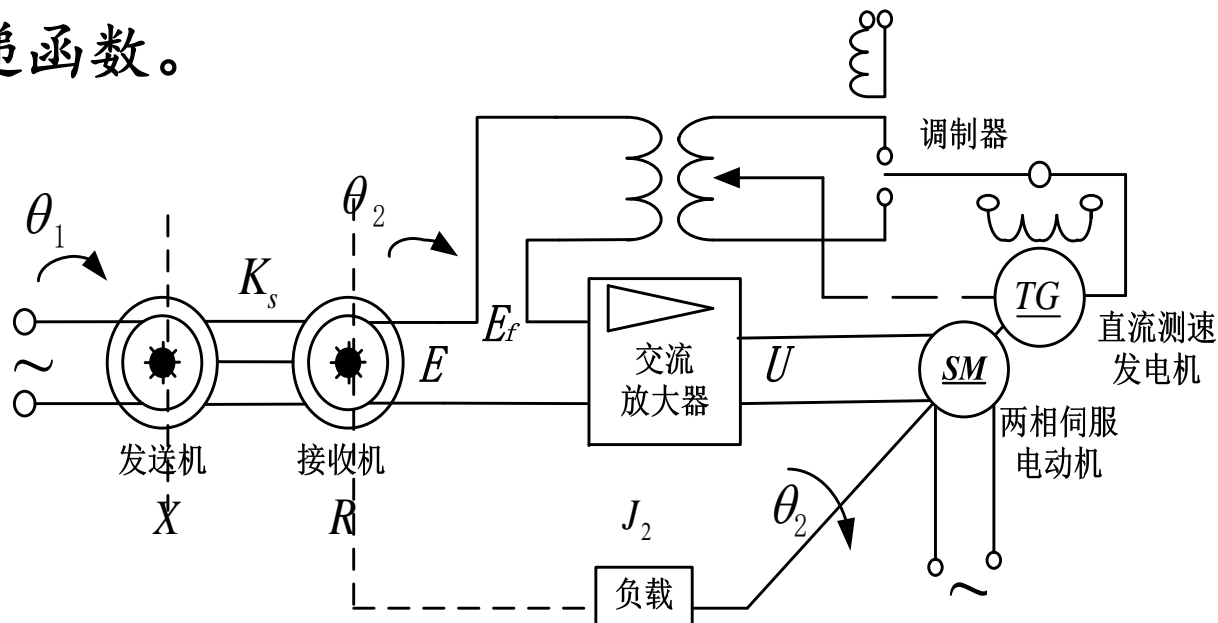 递函数。
调制器
θ₁
θ₂
Kₛ
E_f
E
交流
放大器
U
TG
直流测速
发电机
SM
两相伺服
电动机
~
发送机
接收机
X
R
J₂
θ₂
负载
~